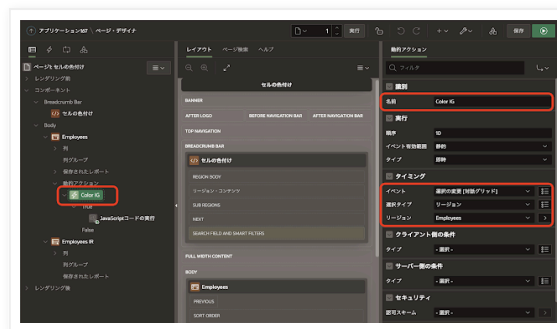 アプリケーション107 \ ページ・デザイナ
1
実行
保存
ページ: セルの色付け
レンダリング前
コンポーネント
Breadcrumb Bar
セルの色付け
Body
Employees
列
列グループ
保存されたレポート
動的アクション
Color IG
True
JavaScriptコードの実行
False
Employees IR
列
列グループ
保存されたレポート
レンダリング後
レイアウト
ページ検索
ヘルプ
セルの色付け
BANNER
AFTER LOGO
BEFORE NAVIGATION BAR
AFTER NAVIGATION BAR
TOP NAVIGATION
BREADCRUMB BAR
セルの色付け
REGION BODY
リージョン・コンテンツ
SUB REGIONS
NEXT
SEARCH FIELD AND SMART FILTERS
FULL WIDTH CONTENT
BODY
Employees
PREVIOUS
SORT ORDER
動的アクション
フィルタ
識別
名前 Color IG
実行
順序 10
イベント有効範囲 静的
タイプ 即時
タイミング
イベント 選択の変更 [対話グリッド]
選択タイプ リージョン
リージョン Employees
クライアント側の条件
タイプ - 選択 -
サーバー側の条件
タイプ - 選択 -
セキュリティ
認可スキーム - 選択 -